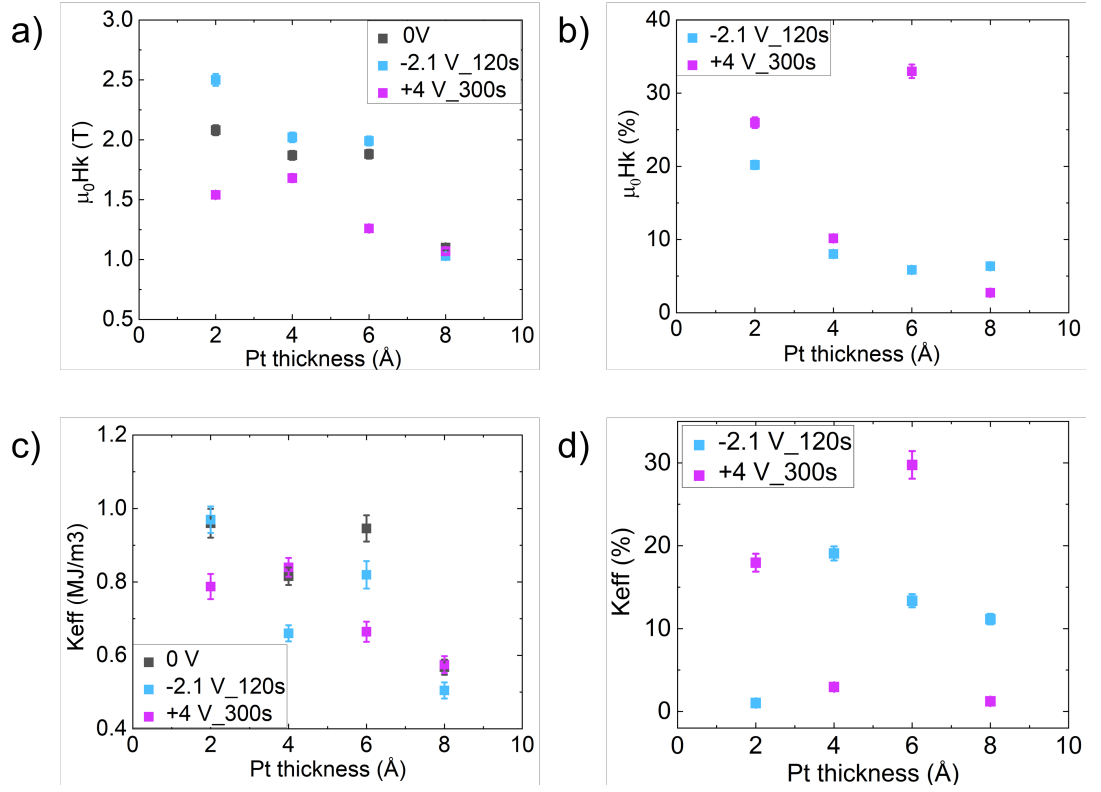 a)
3.0
2.5
2.0
1.5
1.0
0.5
μ₀Hk (T)
0V
-2.1 V_120s
+4 V_300s
0 2 4 6 8 10
Pt thickness (Å)
b)
40
30
20
10
0
μ₀Hk (%)
-2.1 V_120s
+4 V_300s
0 2 4 6 8 10
Pt thickness (Å)
c)
1.2
1.0
0.8
0.6
0.4
Keff (MJ/m3)
0 V
-2.1 V_120s
+4 V_300s
0 2 4 6 8 10
Pt thickness (Å)
d)
30
20
10
0
Keff (%)
-2.1 V_120s
+4 V_300s
0 2 4 6 8 10
Pt thickness (Å)